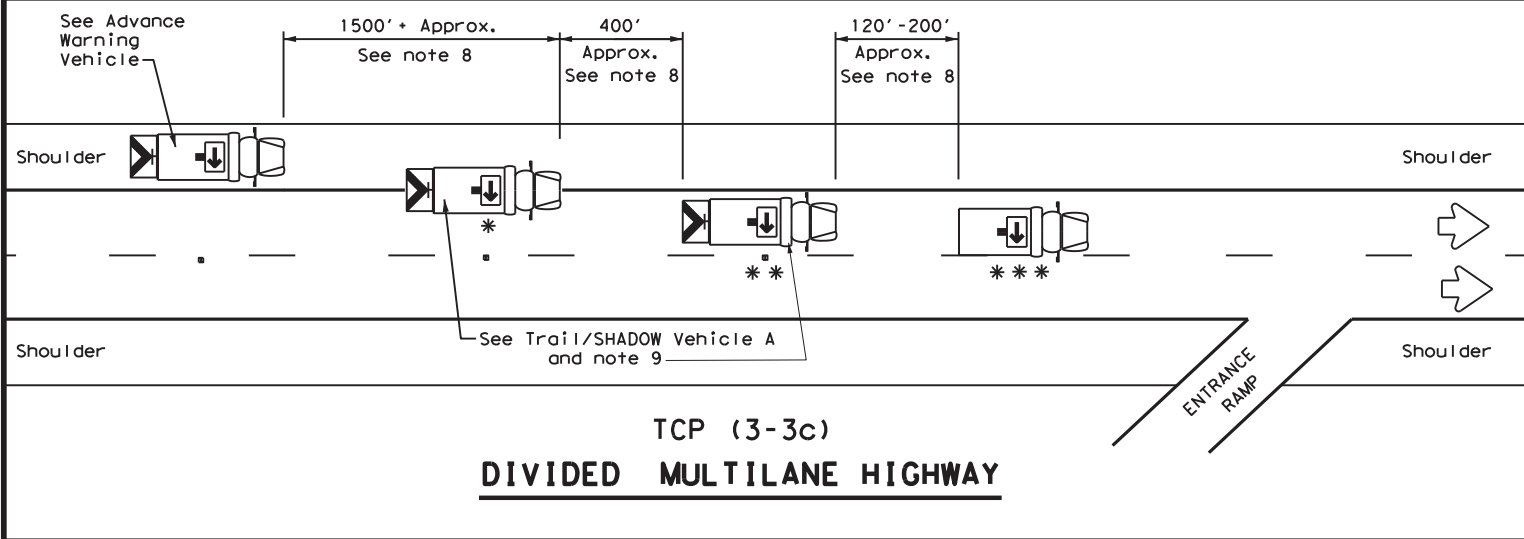 See Advance
Warning
Vehicle
1500'+ Approx.
See note 8
400'
Approx.
See note 8
120'-200'
Approx.
See note 8
Shoulder
Shoulder
*
* *
* * *
See Trail/SHADOW Vehicle A
and note 9
Shoulder
Shoulder
ENTRANCE
RAMP
TCP (3-3c)
DIVIDED MULTILANE HIGHWAY